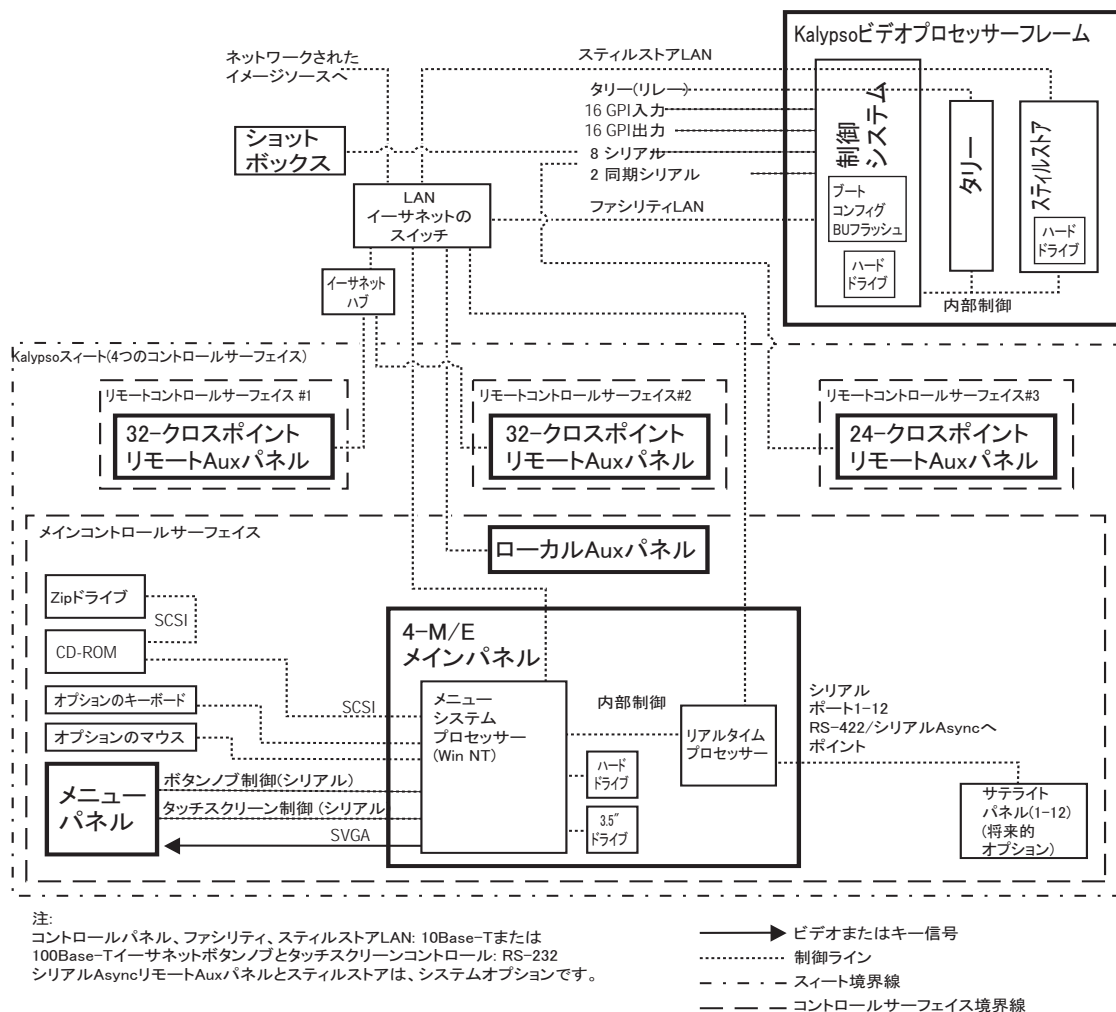 Kalypsoビデオプロセッサーフレーム
ネットワークされた
イメージソースへ
スティルストアLAN
タリー(リレー)
16 GPI入力
16 GPI出力
8 シリアル
2 同期シリアル
ファシリティLAN
ショット
ボックス
LAN
イーサネットの
スイッチ
イーサネット
ハブ
制御
システム
ブート
コンフィグ
BUフラッシュ
ハード
ドライブ
タリー
スティルストア
ハード
ドライブ
内部制御
Kalypsoスィート(4つのコントロールサーフェイス)
リモートコントロールサーフェイス #1
32-クロスポイント
リモートAuxパネル
リモートコントロールサーフェイス#2
32-クロスポイント
リモートAuxパネル
リモートコントロールサーフェイス#3
24-クロスポイント
リモートAuxパネル
メインコントロールサーフェイス
ローカルAuxパネル
Zipドライブ
SCSI
CD-ROM
オプションのキーボード
オプションのマウス
メニュー
パネル
SCSI
ボタンノブ制御(シリアル)
タッチスクリーン制御 (シリアル
SVGA
4-M/E
メインパネル
メニュー
システム
プロセッサー
(Win NT)
内部制御
リアルタイム
プロセッサー
ハード
ドライブ
3.5″
ドライブ
シリアル
ポート1-12
RS-422/シリアルAsyncへ
ポイント
サテライト
パネル(1-12)
(将来的
オプション)
注:
コントロールパネル、ファシリティ、スティルストアLAN: 10Base-Tまたは
100Base-Tイーサネットボタンノブとタッチスクリーンコントロール: RS-232
シリアルAsyncリモートAuxパネルとスティルストアは、システムオプションです。
ビデオまたはキー信号
制御ライン
スィート境界線
コントロールサーフェイス境界線